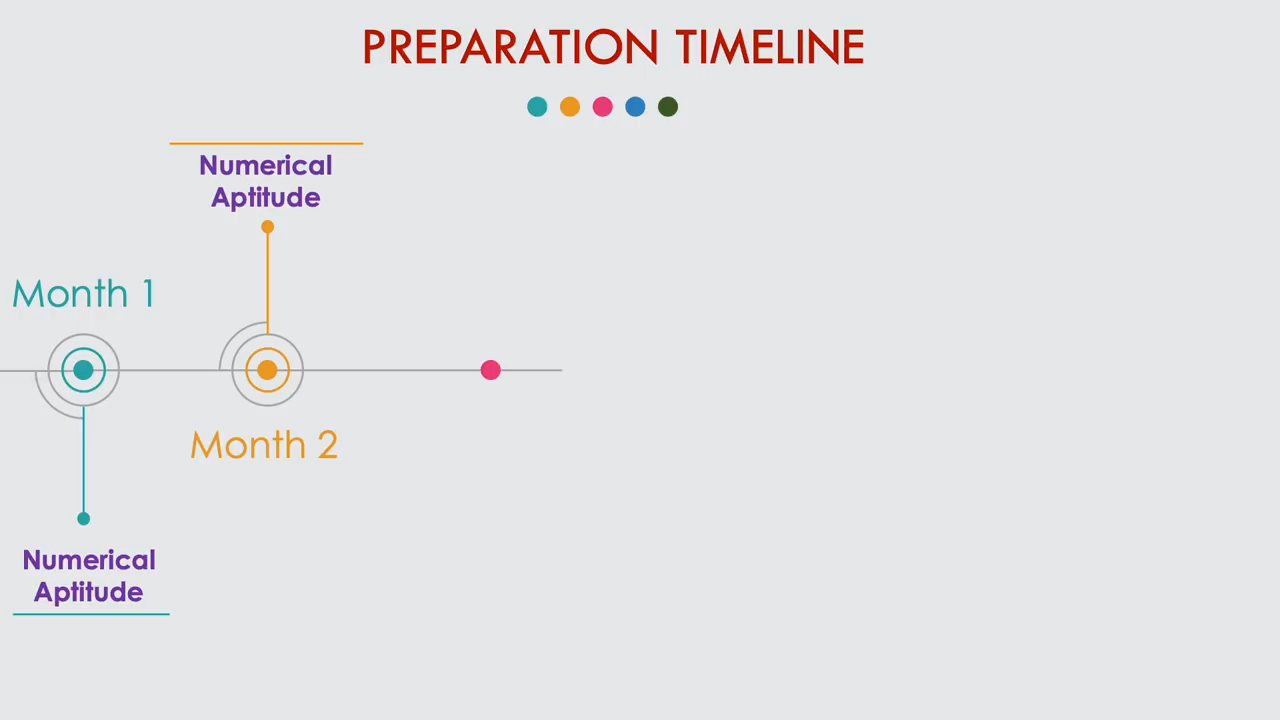 PREPARATION TIMELINE
Numerical
Aptitude
Month 1
Month 2
Numerical
Aptitude